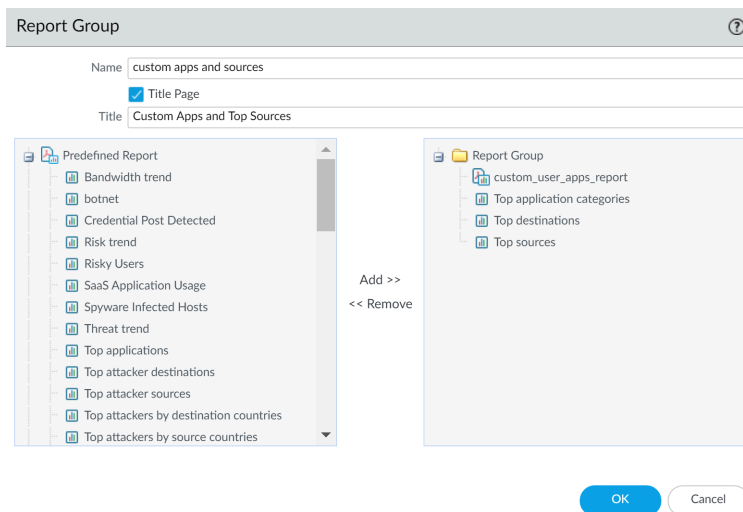 Report Group
?
Name custom apps and sources
Title Page
Title Custom Apps and Top Sources
Predefined Report
Bandwidth trend
botnet
Credential Post Detected
Risk trend
Risky Users
SaaS Application Usage
Spyware Infected Hosts
Threat trend
Top applications
Top attacker destinations
Top attacker sources
Top attackers by destination countries
Top attackers by source countries
Add >>
<< Remove
Report Group
custom_user_apps_report
Top application categories
Top destinations
Top sources
OK
Cancel